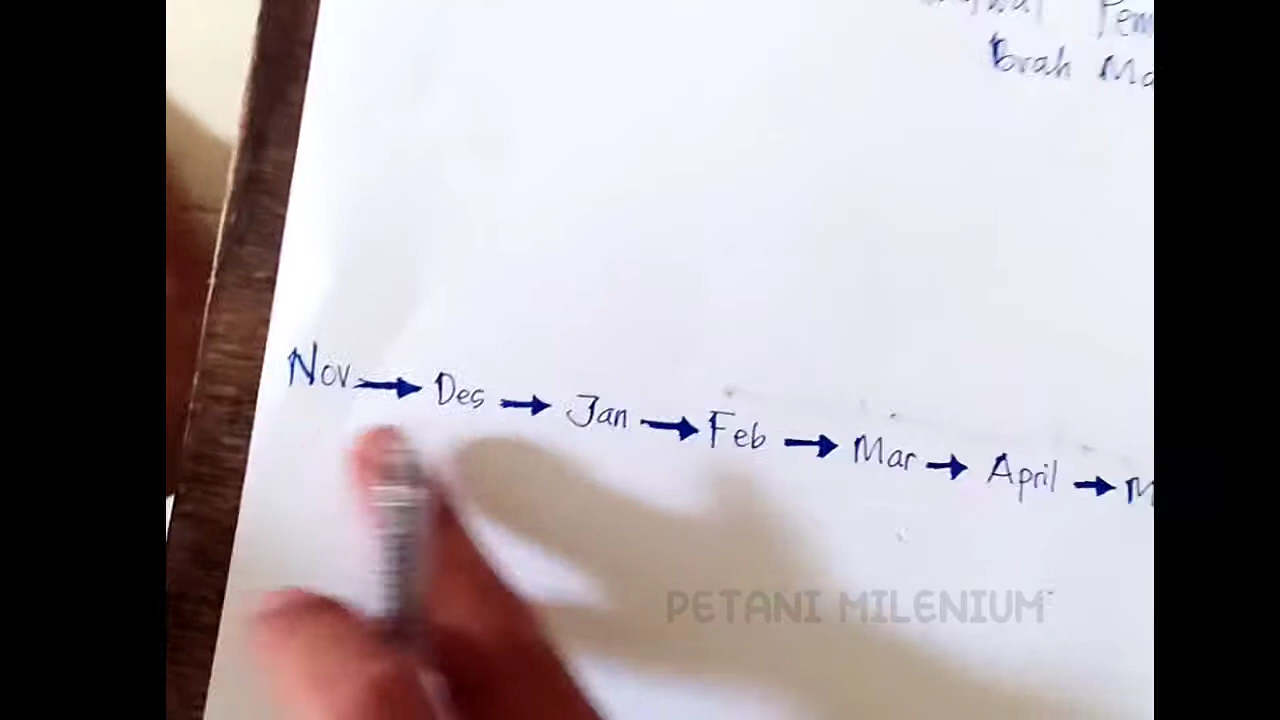 Nov → Des → Jan → Feb → Mar → April → M
PETANI MILENIUM